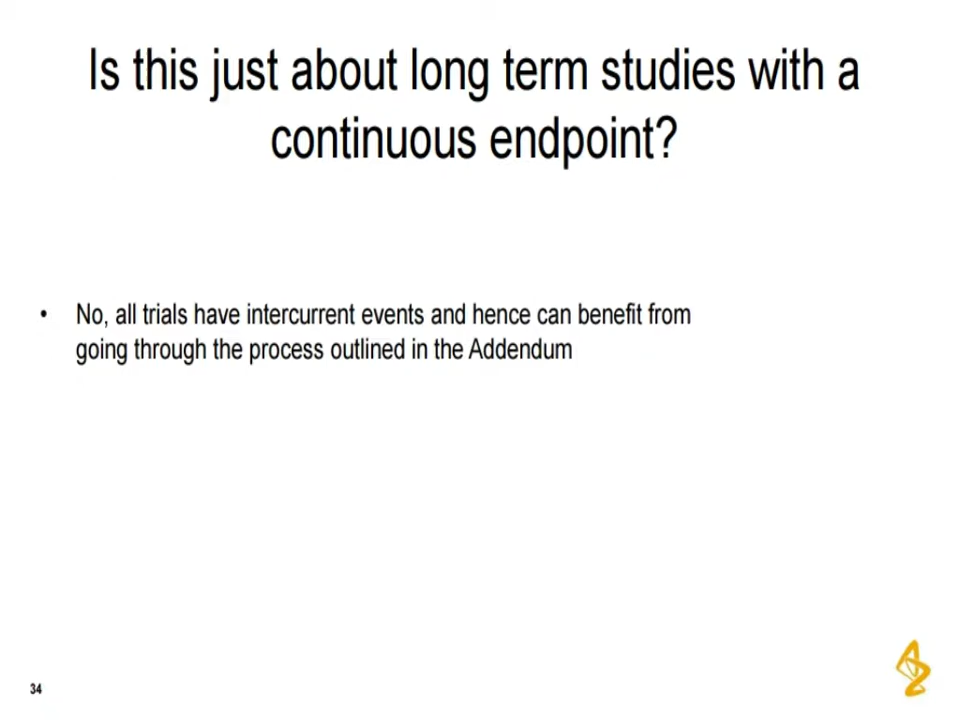 Is this just about long term studies with a
continuous endpoint?
• No, all trials have intercurrent events and hence can benefit from
going through the process outlined in the Addendum
34